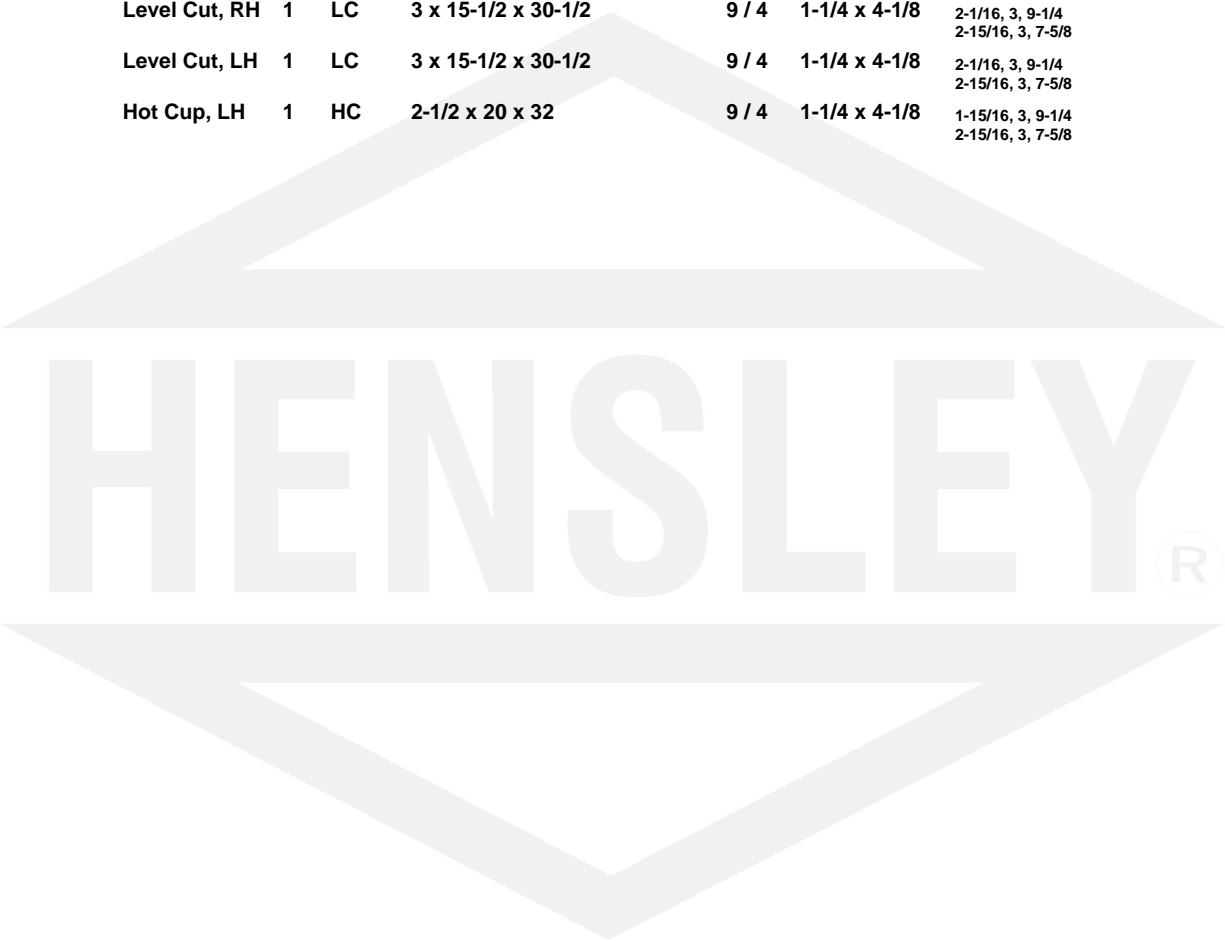 Level Cut, RH 1 LC 3 x 15-1/2 x 30-1/2 9 / 4 1-1/4 x 4-1/8 2-1/16, 3, 9-1/4
2-15/16, 3, 7-5/8
Level Cut, LH 1 LC 3 x 15-1/2 x 30-1/2 9 / 4 1-1/4 x 4-1/8 2-1/16, 3, 9-1/4
2-15/16, 3, 7-5/8
Hot Cup, LH 1 HC 2-1/2 x 20 x 32 9 / 4 1-1/4 x 4-1/8 1-15/16, 3, 9-1/4
2-15/16, 3, 7-5/8
HENSLEY®